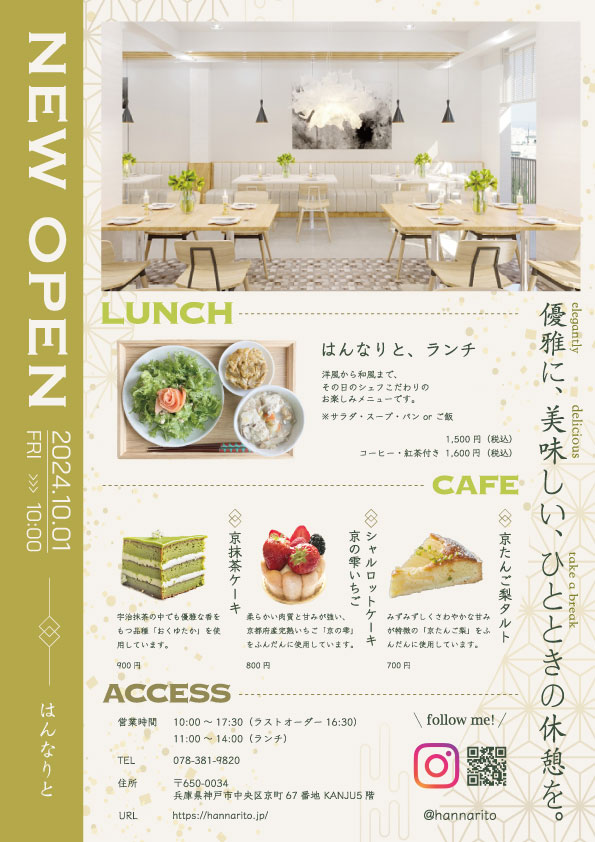 NEW OPEN
2024.10.01
FRI >>> 10:00
はんなりと
優雅に、美味しい、ひとときの休憩を。
elegantly
delicious
take a break
LUNCH
はんなりと、ランチ
洋風から和風まで、
その日のシェフこだわりの
お楽しみメニューです。
※サラダ・スープ・パン or ご飯
1,500 円（税込）
コーヒー・紅茶付き 1,600 円（税込）
CAFE
京抹茶ケーキ
宇治抹茶の中でも優雅な香を
もつ品種「おくゆたか」を使
用しています。
900 円
シャルロットケーキ
京の雫いちご
柔らかい肉質と甘みが強い、
京都府産完熟いちご「京の雫」
をふんだんに使用しています。
800 円
京たんご梨タルト
みずみずしくさわやかな甘み
が特徴の「京たんご梨」をふ
んだんに使用しています。
700 円
ACCESS
営業時間 10:00 〜 17:30（ラストオーダー 16:30）
11:00 〜 14:00（ランチ）
TEL 078-381-9820
住所 〒650-0034
兵庫県神戸市中央区京町 67 番地 KANJU5 階
URL https://hannarito.jp/
\ follow me! /
@hannarito